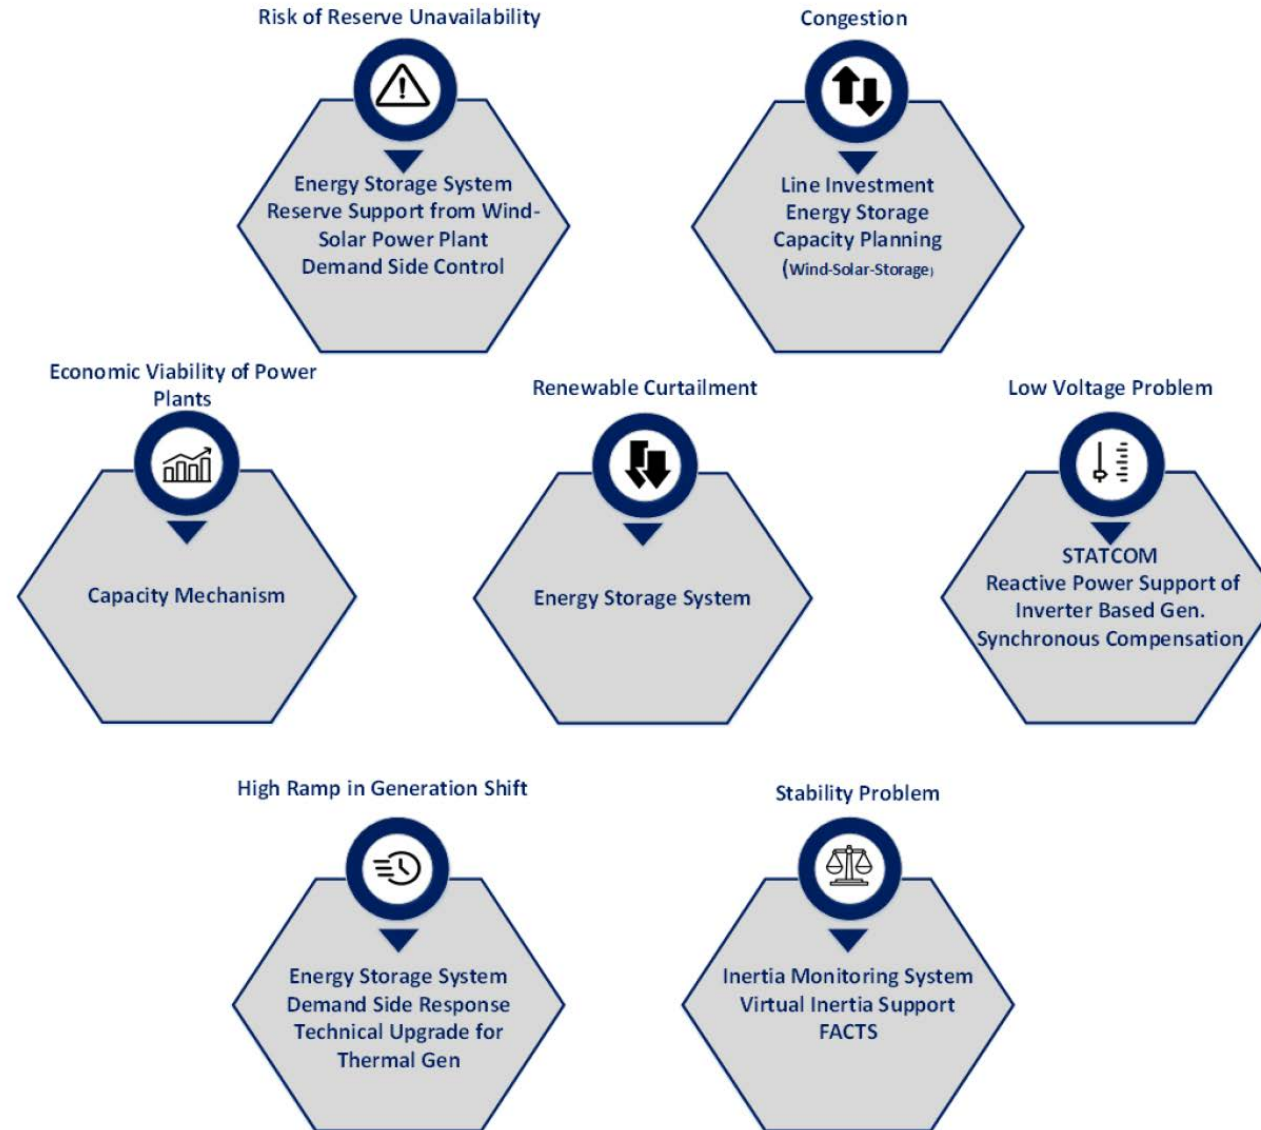 Risk of Reserve Unavailability
Energy Storage System
Reserve Support from Wind-
Solar Power Plant
Demand Side Control
Congestion
Line Investment
Energy Storage
Capacity Planning
(Wind-Solar-Storage)
Economic Viability of Power
Plants
Capacity Mechanism
Renewable Curtailment
Energy Storage System
Low Voltage Problem
STATCOM
Reactive Power Support of
Inverter Based Gen.
Synchronous Compensation
High Ramp in Generation Shift
Energy Storage System
Demand Side Response
Technical Upgrade for
Thermal Gen
Stability Problem
Inertia Monitoring System
Virtual Inertia Support
FACTS